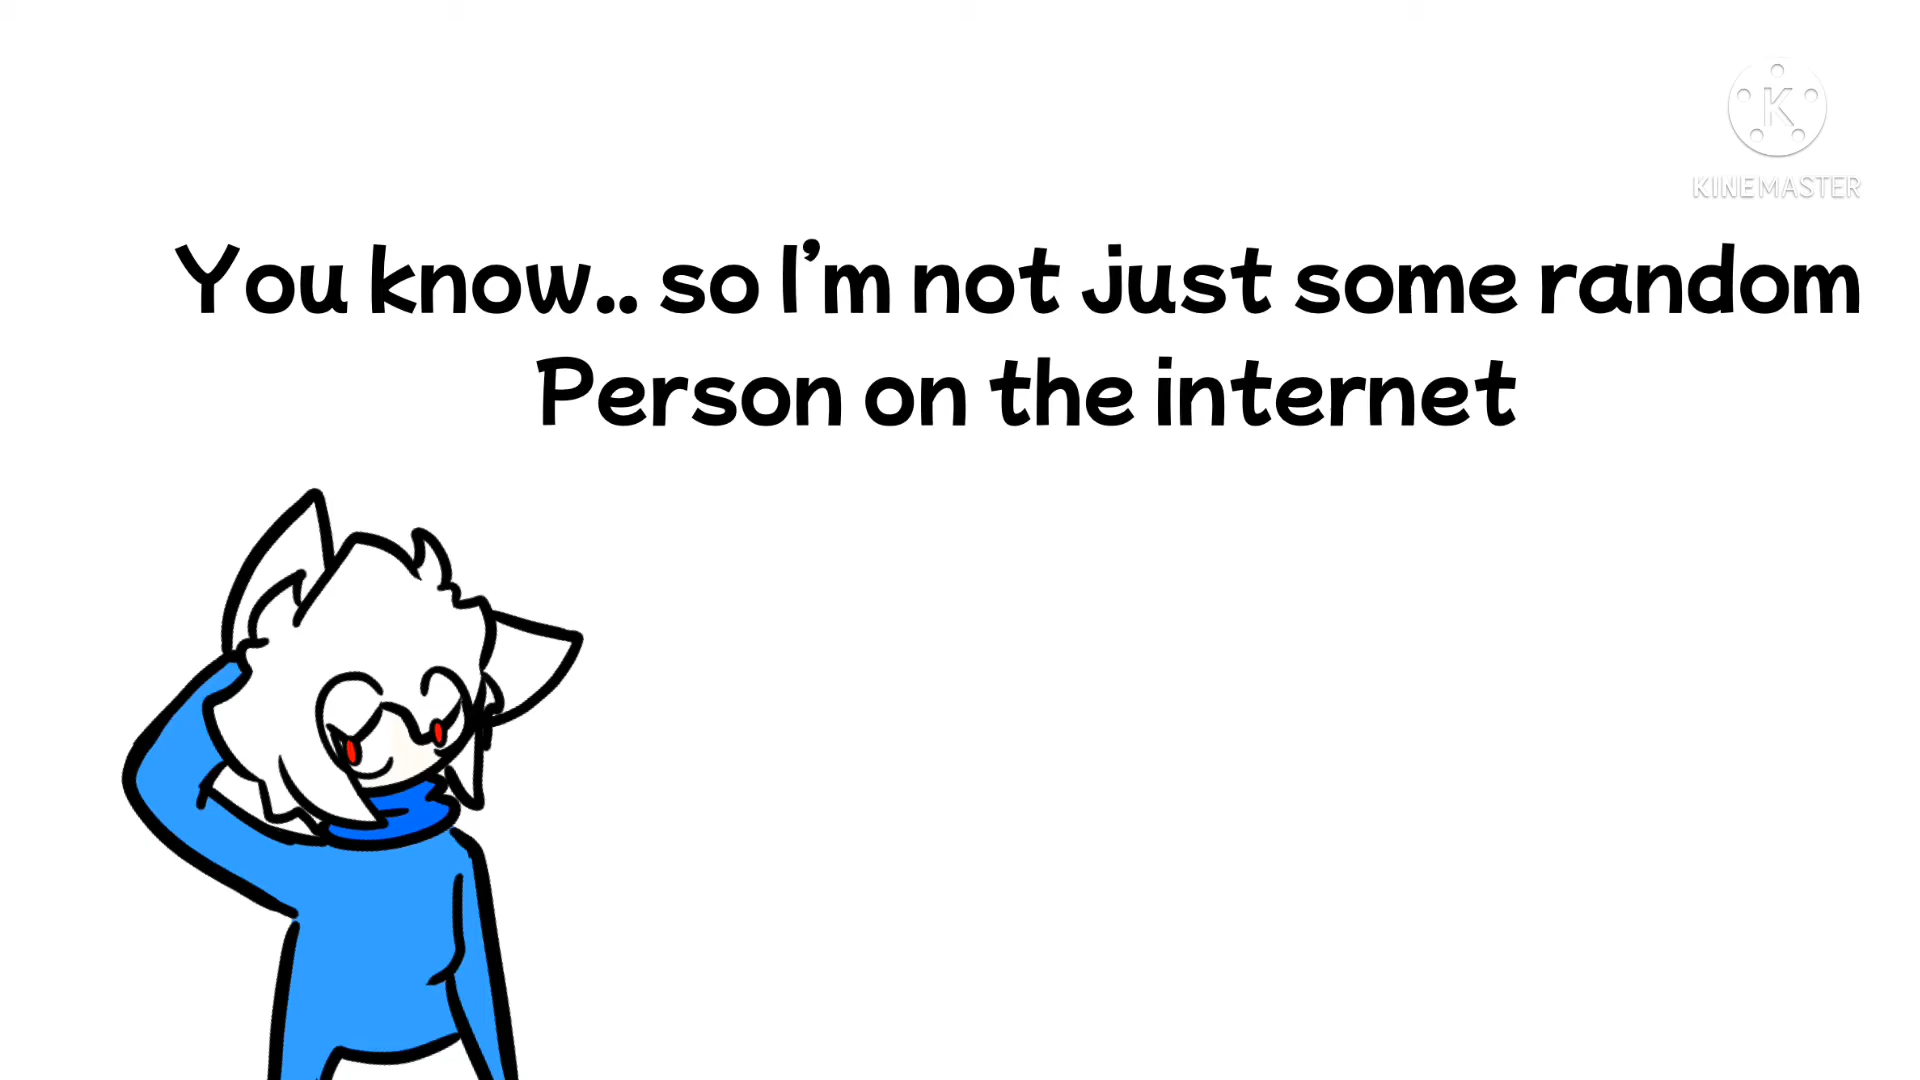 K
KINEMASTER
You know.. so I'm not just some random
Person on the internet